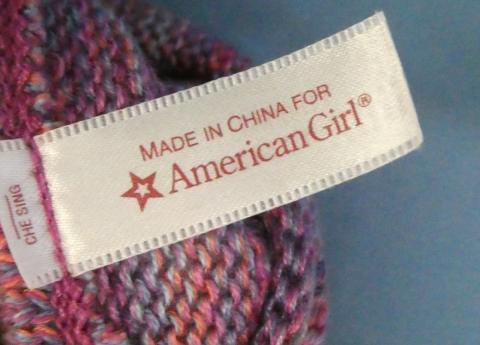 MADE IN CHINA FOR
American Girl®
CHE SING